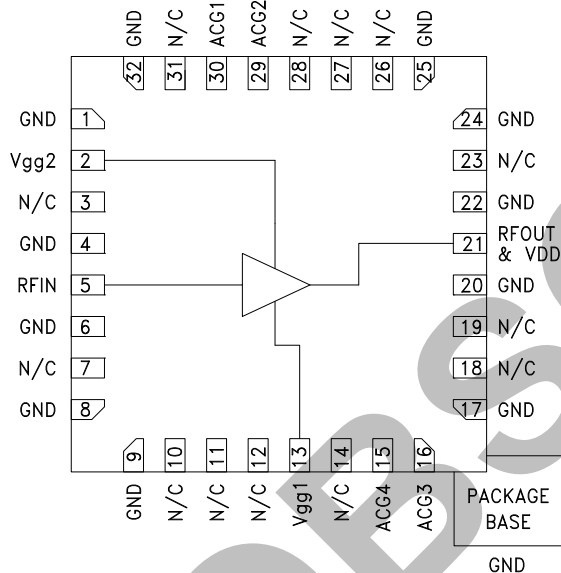 GND
N/C
ACG1
ACG2
N/C
N/C
N/C
GND
32
31
30
29
28
27
26
25
GND 1
Vgg2 2
N/C 3
GND 4
RFIN 5
GND 6
N/C 7
GND 8
24 GND
23 N/C
22 GND
21 RFOUT
& VDD
20 GND
19 N/C
18 N/C
17 GND
9
10
11
12
13
14
15
16
GND
N/C
N/C
N/C
Vgg1
N/C
ACG4
ACG3
PACKAGE
BASE
GND